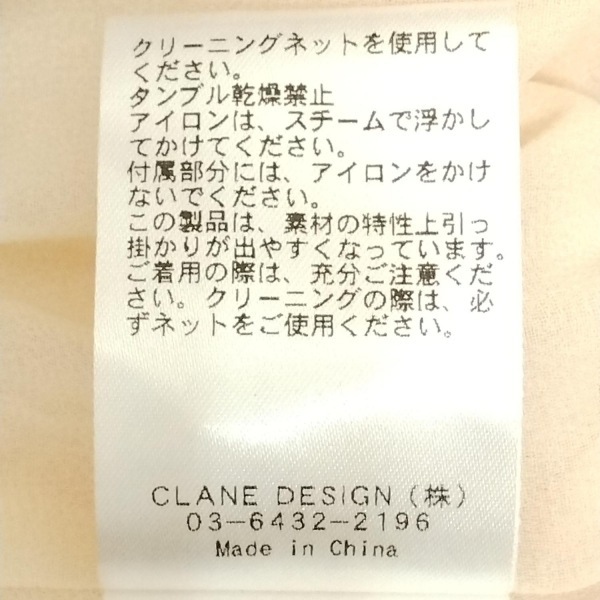 クリーニングネットを使用して
ください。
タンブル乾燥禁止
アイロンは、スチームで浮かし
てかけてください。
付属部分には、アイロンをかけ
ないでください。
この製品は、素材の特性上引っ
掛かりが出やすくなっています。
ご着用の際は、充分ご注意くだ
さい。クリーニングの際は、必
ずネットをご使用ください。
CLANE DESIGN（株）
03-6432-2196
Made in China